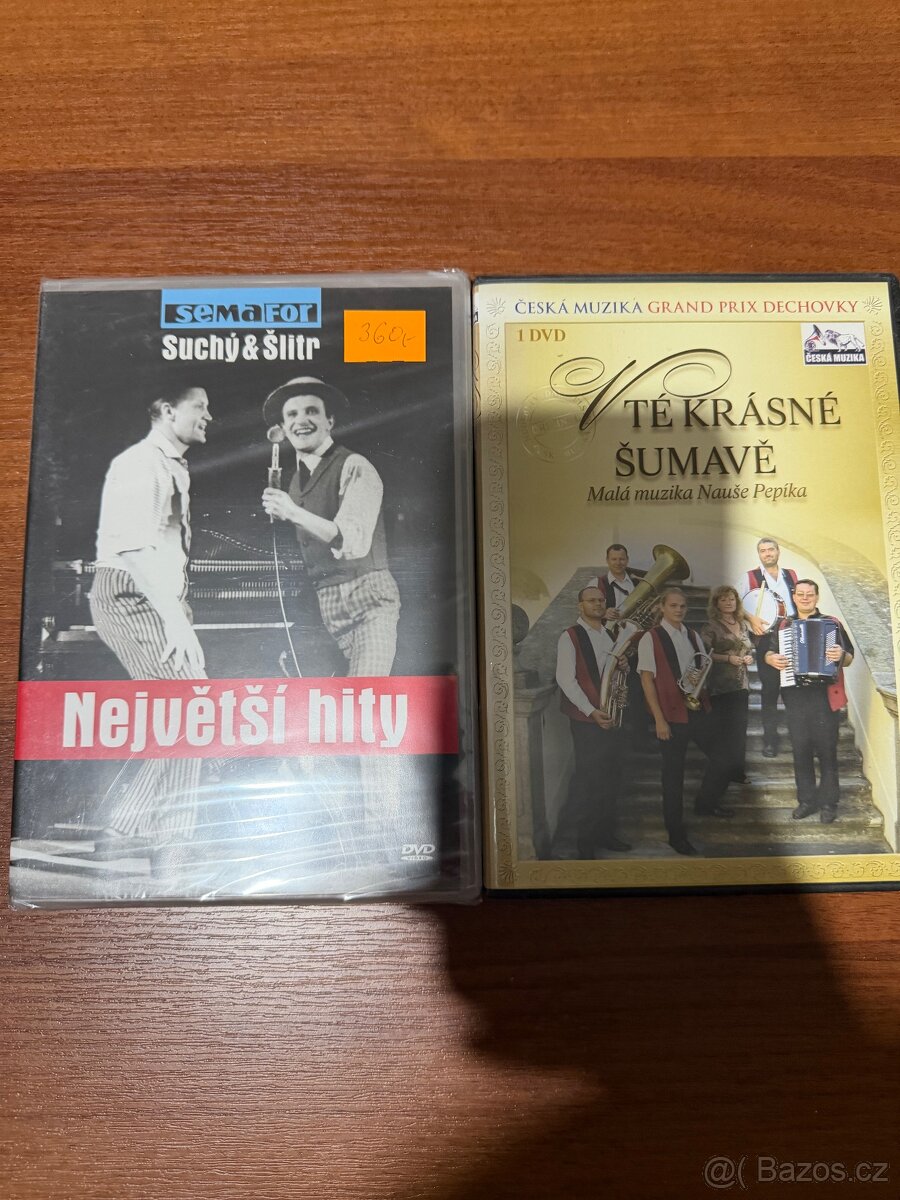 semafor
Suchý & Šlitr
360,-
Největší hity
DVD
VIDEO
ČESKÁ MUZIKA GRAND PRIX DECHOVKY
1 DVD
ČESKÁ MUZIKA
V TÉ KRÁSNÉ
ŠUMAVĚ
Malá muzika Nauše Pepíka
@( Bazos.cz